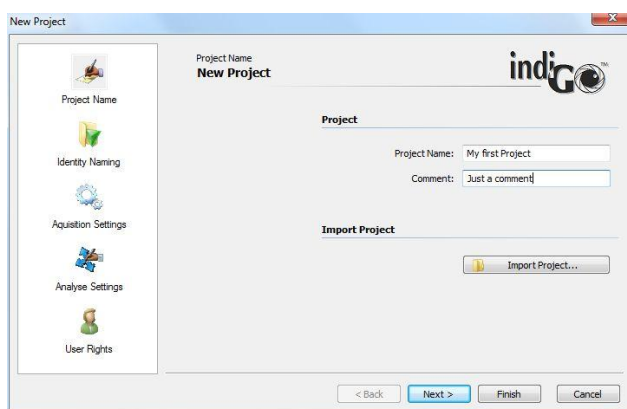 New Project
Project Name
Identity Naming
Aquisition Settings
Analyse Settings
User Rights
Project Name
New Project
indiGo™
Project
Project Name: My first Project
Comment: Just a comment
Import Project
Import Project...
< Back Next > Finish Cancel